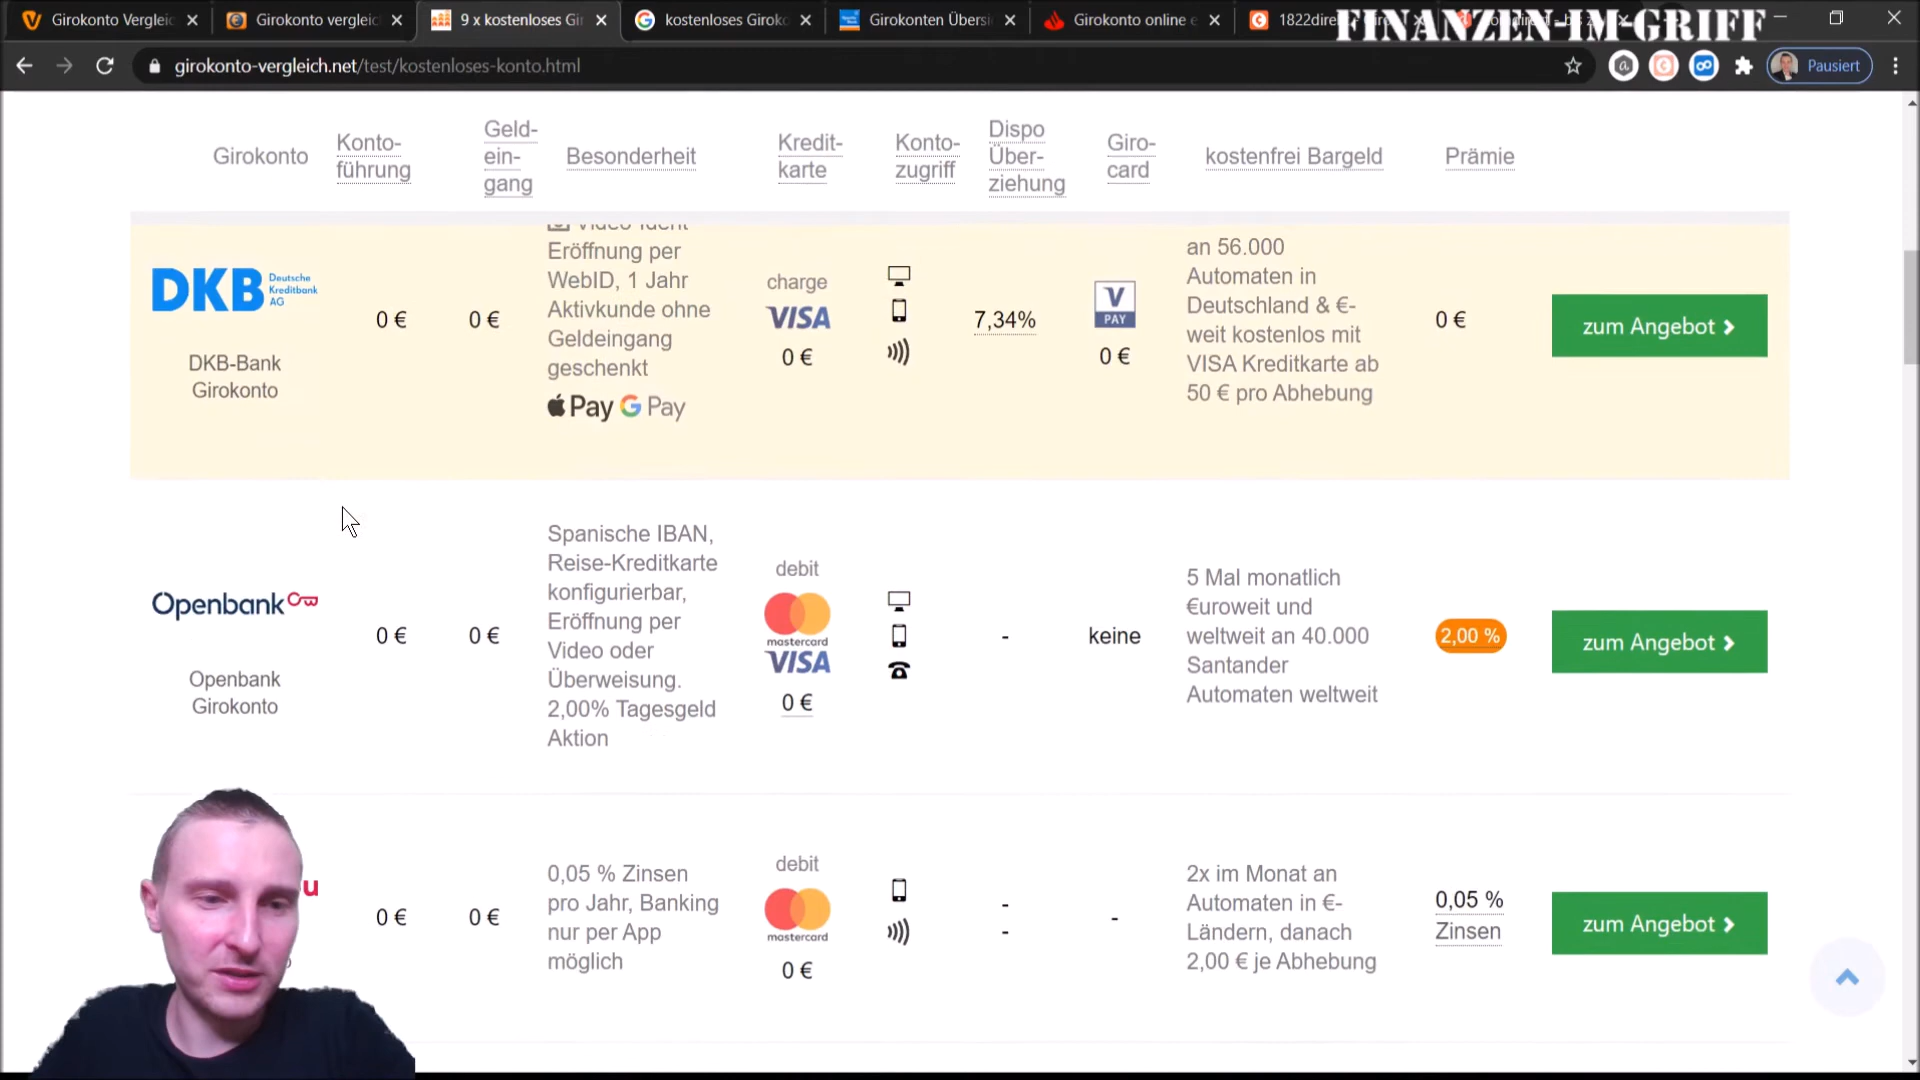 Girokonto Vergleic
Girokonto vergleic
9 x kostenloses Gir
kostenloses Giroko
Girokonten Übersi
Girokonto online e
1822dire
FINANZEN-IM-GRIFF
girokonto-vergleich.net/test/kostenloses-konto.html
Pausiert
Girokonto
Konto-
führung
Geld-
ein-
gang
Besonderheit
Kredit-
karte
Konto-
zugriff
Dispo
Über-
ziehung
Giro-
card
kostenfrei Bargeld
Prämie
DKB Deutsche
Kreditbank
AG
DKB-Bank
Girokonto
0 €
0 €
Video Ident
Eröffnung per
WebID, 1 Jahr
Aktivkunde ohne
Geldeingang
geschenkt
Pay G Pay
charge
VISA
0 €
7,34%
V
PAY
0 €
an 56.000
Automaten in
Deutschland & €-
weit kostenlos mit
VISA Kreditkarte ab
50 € pro Abhebung
0 €
zum Angebot
Openbank
Openbank
Girokonto
0 €
0 €
Spanische IBAN,
Reise-Kreditkarte
konfigurierbar,
Eröffnung per
Video oder
Überweisung.
2,00% Tagesgeld
Aktion
debit
mastercard
VISA
0 €
-
keine
5 Mal monatlich
€uroweit und
weltweit an 40.000
Santander
Automaten weltweit
2,00 %
zum Angebot
u
0 €
0 €
0,05 % Zinsen
pro Jahr, Banking
nur per App
möglich
debit
mastercard
0 €
-
-
-
2x im Monat an
Automaten in €-
Ländern, danach
2,00 € je Abhebung
0,05 %
Zinsen
zum Angebot